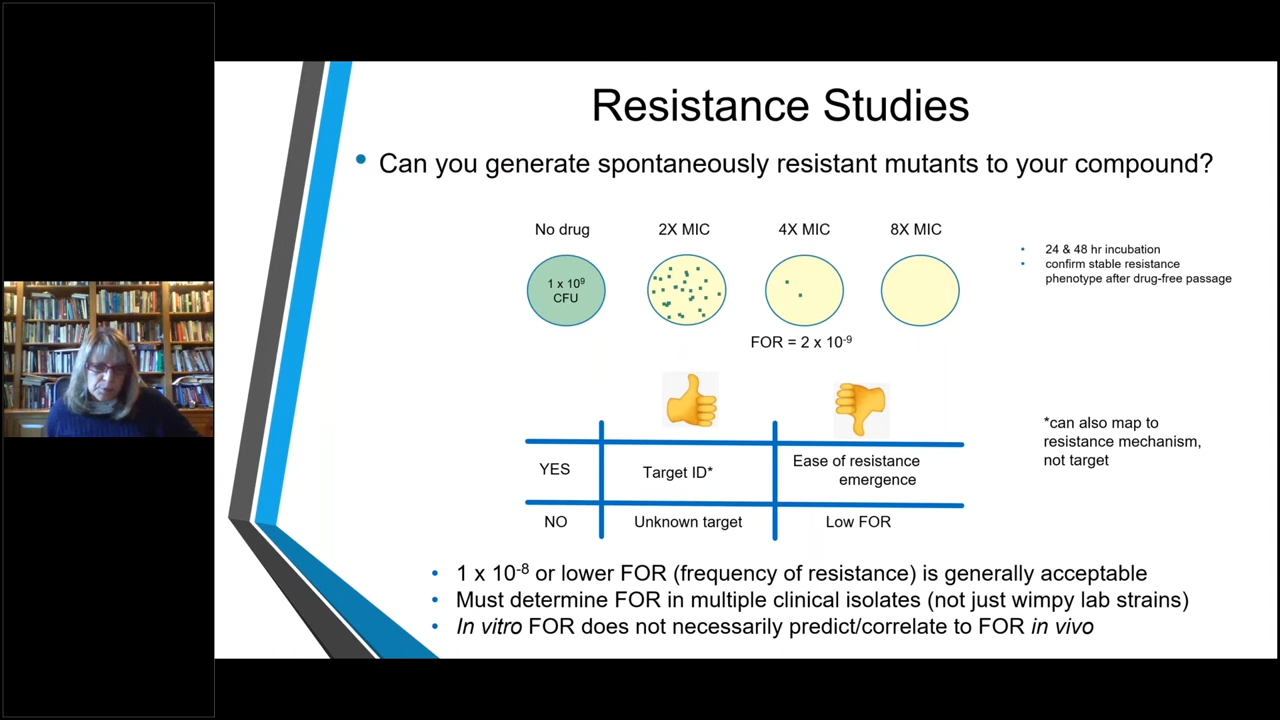 Resistance Studies
• Can you generate spontaneously resistant mutants to your compound?
No drug 2X MIC 4X MIC 8X MIC
1 x 10⁹
CFU
• 24 & 48 hr incubation
• confirm stable resistance
phenotype after drug-free passage
FOR = 2 x 10⁻⁹
YES Target ID* Ease of resistance
emergence
NO Unknown target Low FOR
*can also map to
resistance mechanism,
not target
• 1 x 10⁻⁸ or lower FOR (frequency of resistance) is generally acceptable
• Must determine FOR in multiple clinical isolates (not just wimpy lab strains)
• In vitro FOR does not necessarily predict/correlate to FOR in vivo